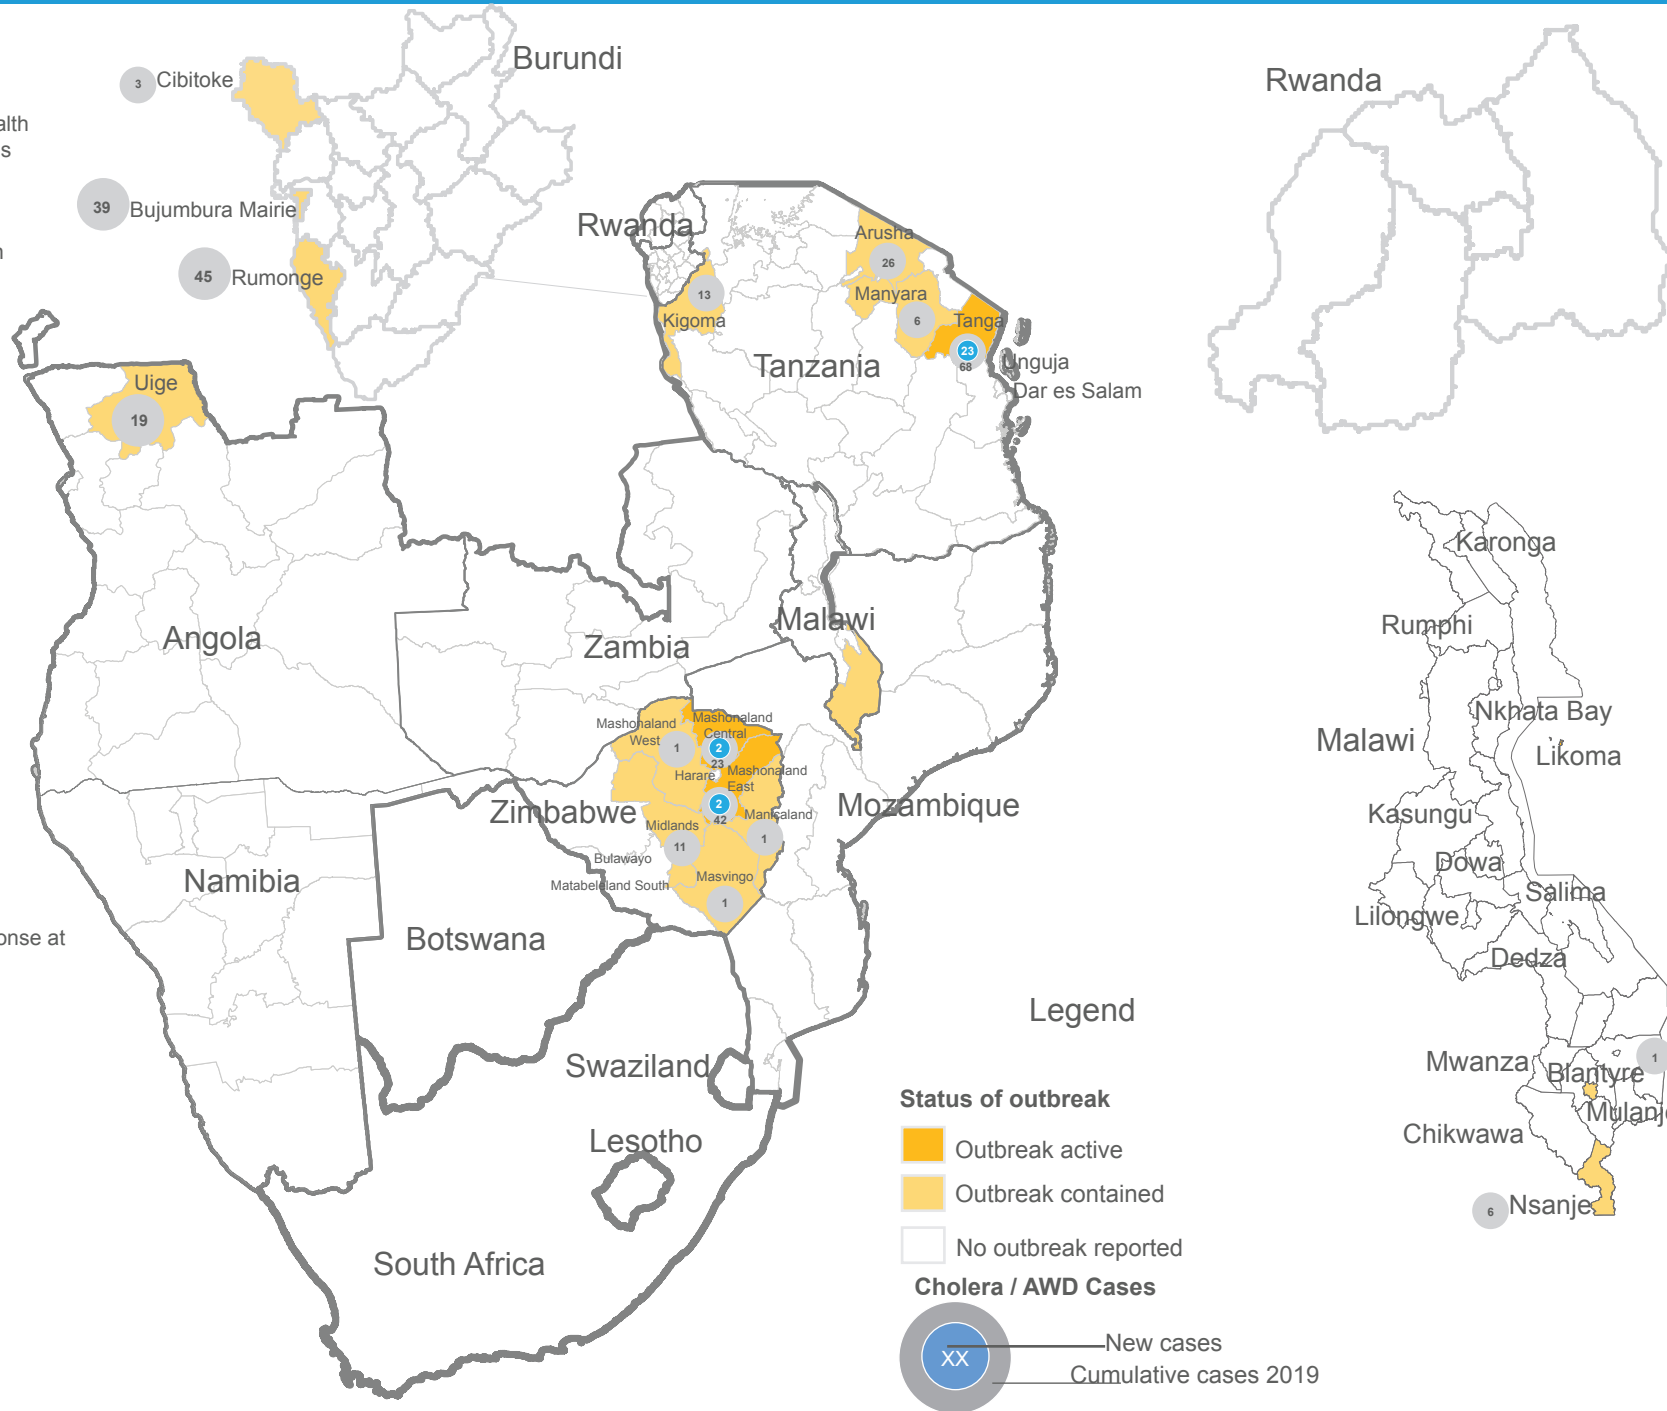 alth
s
n
onse at
Burundi
3
Cibitoke
39
Bujumbura Mairie
45
Rumonge
Rwanda
Rwanda
Arusha
26
13
Kigoma
Manyara
6
Tanga
23
68
Unguja
Dar es Salam
Tanzania
Uige
19
Angola
Zambia
Malawi
Mashonaland
West
1
Mashonaland
Central
2
23
Harare
Mashonaland
East
2
42
Manicaland
1
Midlands
11
Bulawayo
Matabeleland South
Masvingo
1
Zimbabwe
Mozambique
Namibia
Botswana
Swaziland
Lesotho
South Africa
Karonga
Rumphi
Nkhata Bay
Malawi
Likoma
Kasungu
Dowa
Salima
Lilongwe
Dedza
Mwanza
Blantyre
1
Mulanje
Chikwawa
6
Nsanje
Legend
Status of outbreak
Outbreak active
Outbreak contained
No outbreak reported
Cholera / AWD Cases
XX
New cases
Cumulative cases 2019